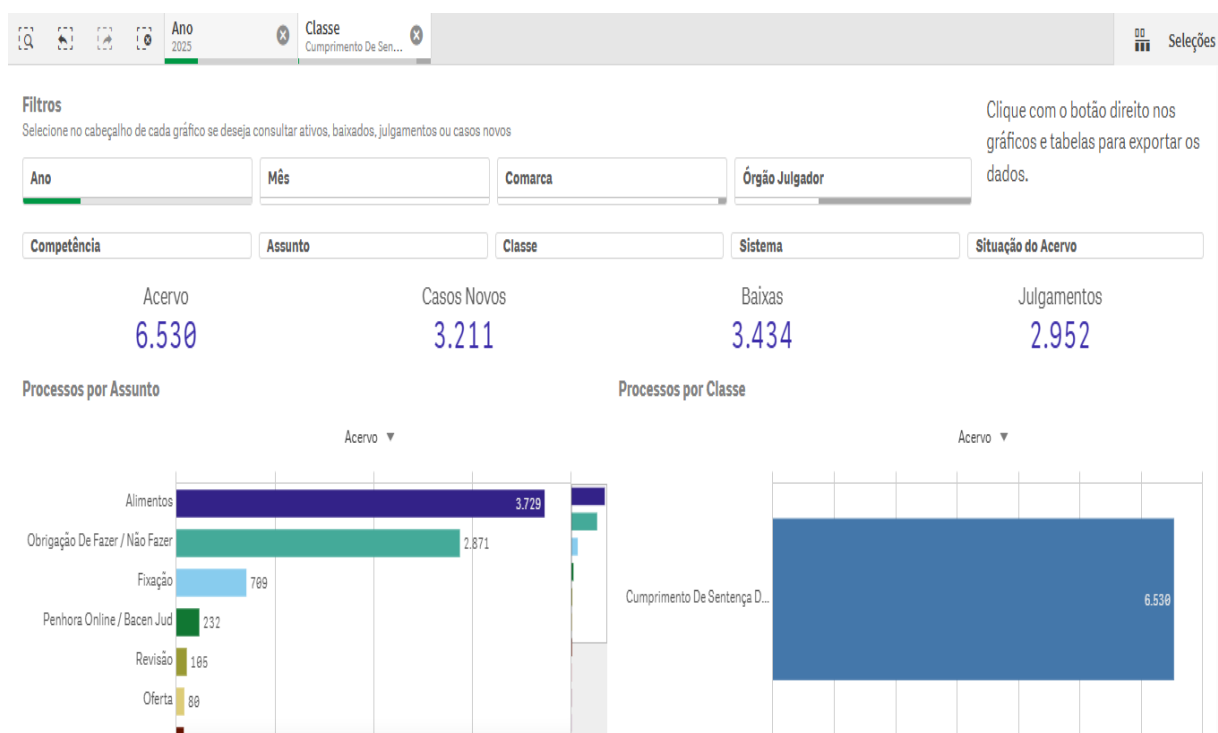 Ano
2025
Classe
Cumprimento De Sen...
Seleções
Filtros
Selecione no cabeçalho de cada gráfico se deseja consultar ativos, baixados, julgamentos ou casos novos
Clique com o botão direito nos
gráficos e tabelas para exportar os
dados.
Ano
Mês
Comarca
Órgão Julgador
Competência
Assunto
Classe
Sistema
Situação do Acervo
Acervo
6.530
Casos Novos
3.211
Baixas
3.434
Julgamentos
2.952
Processos por Assunto
Acervo ▼
Alimentos 3.729
Obrigação De Fazer / Não Fazer 2.871
Fixação 709
Penhora Online / Bacen Jud 232
Revisão 105
Oferta 80
Processos por Classe
Acervo ▼
Cumprimento De Sentença D... 6.530